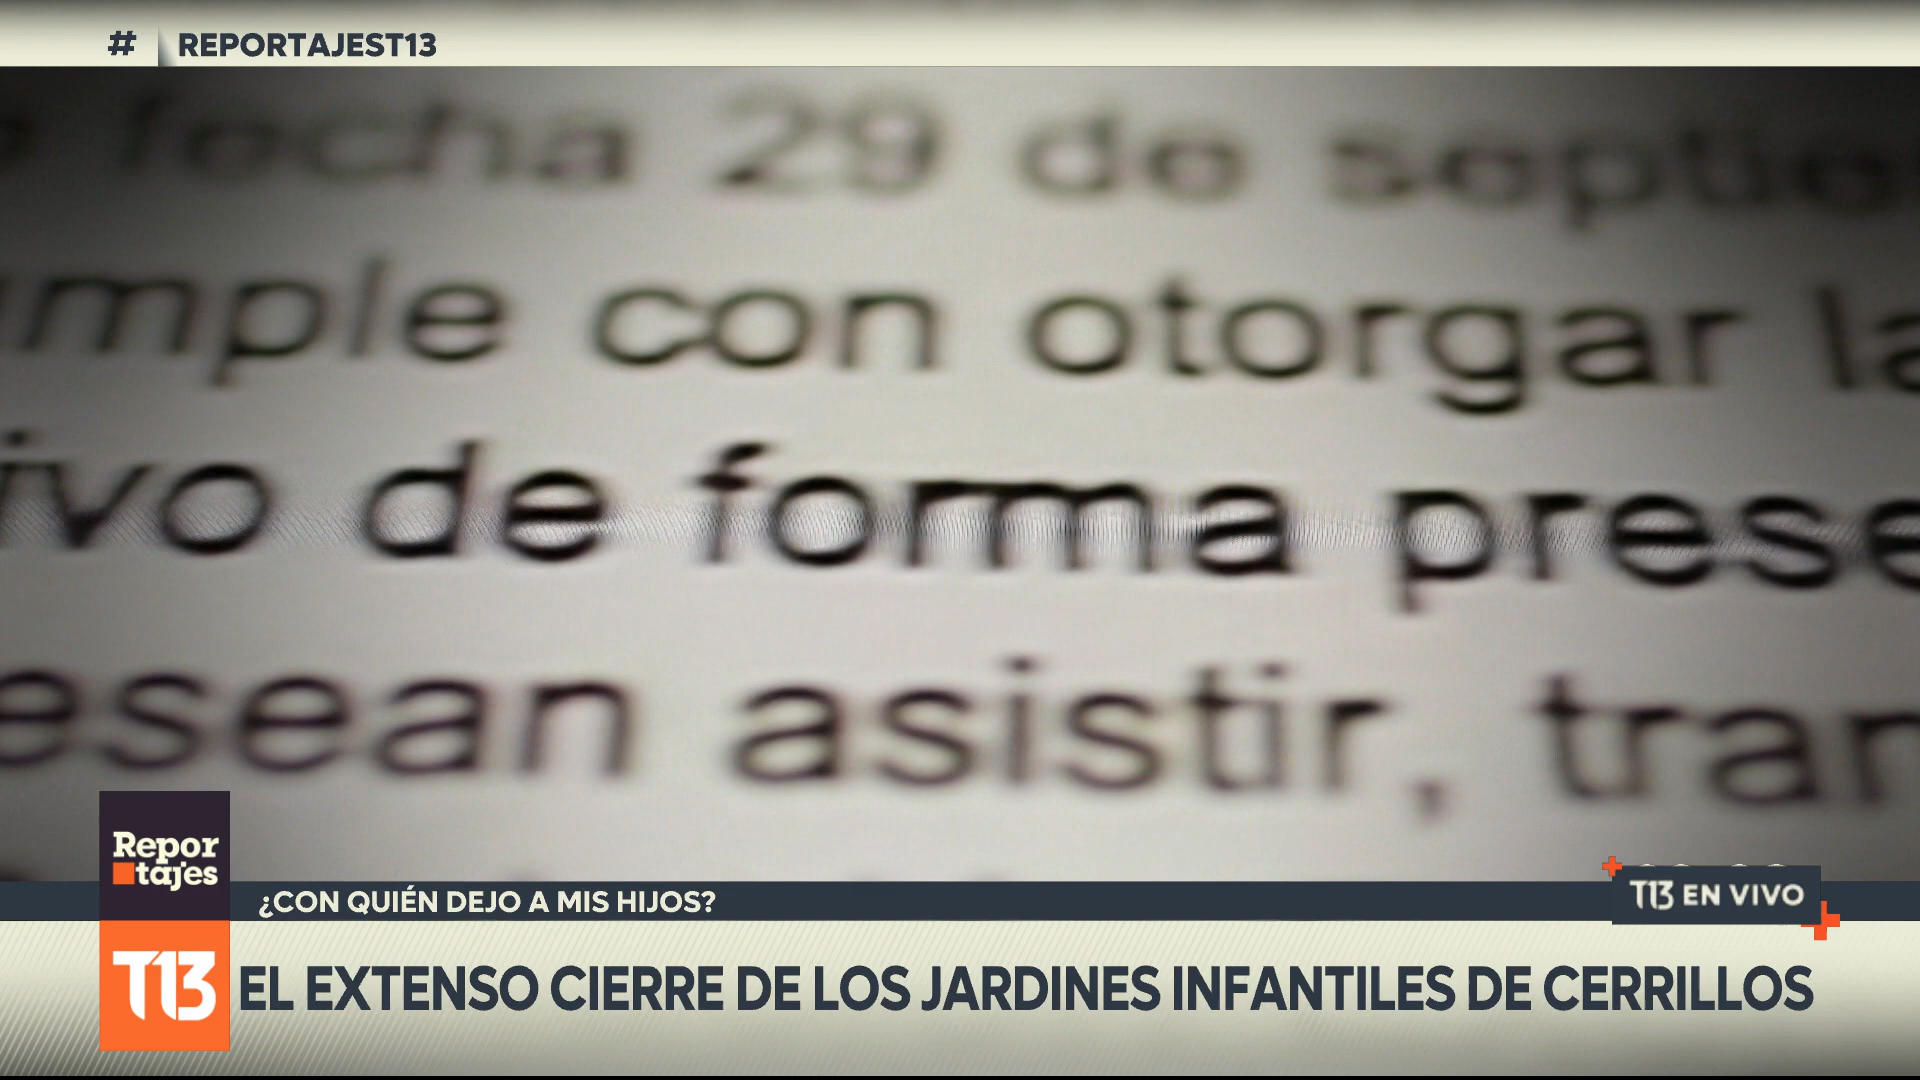 # REPORTAJEST13
fecha 29 de septie
mple con otorgar la
ivo de forma prese
esean asistir, tran
Repor
tajes
¿CON QUIÉN DEJO A MIS HIJOS?
T13 EN VIVO
T13
EL EXTENSO CIERRE DE LOS JARDINES INFANTILES DE CERRILLOS